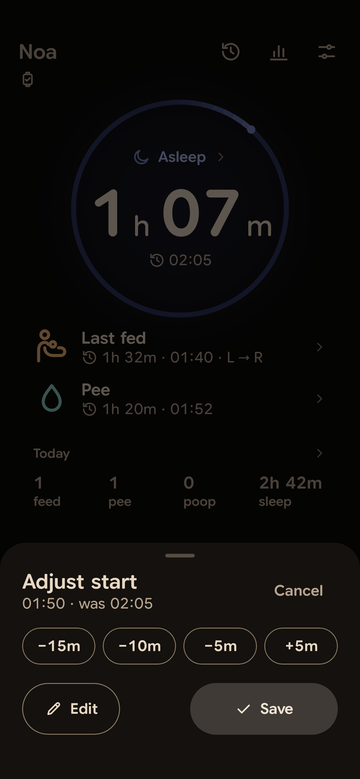 Noa
Asleep
1 h 07 m
02:05
Last fed
1h 32m · 01:40 · L → R
Pee
1h 20m · 01:52
Today
1 1 0 2h 42m
feed pee poop sleep
Adjust start
01:50 · was 02:05
Cancel
−15m −10m −5m +5m
Edit Save